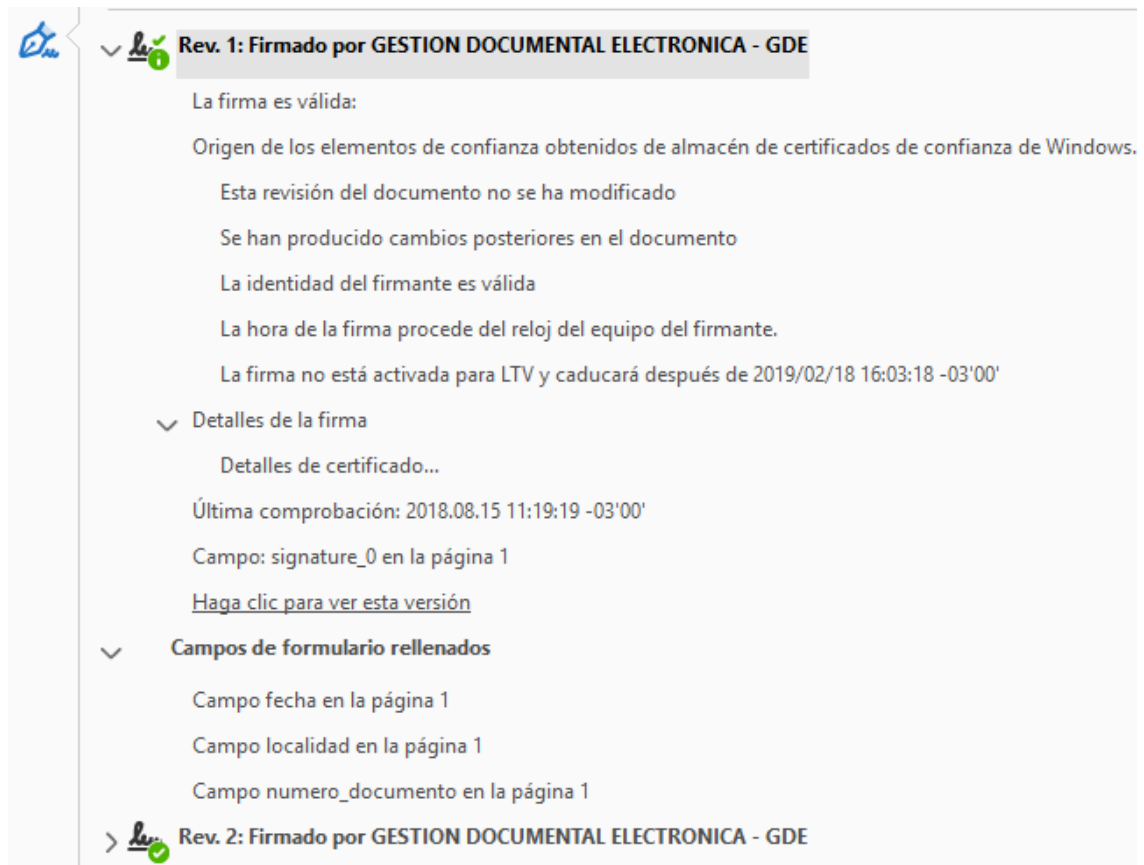 Rev. 1: Firmado por GESTION DOCUMENTAL ELECTRONICA - GDE
La firma es válida:
Origen de los elementos de confianza obtenidos de almacén de certificados de confianza de Windows.
Esta revisión del documento no se ha modificado
Se han producido cambios posteriores en el documento
La identidad del firmante es válida
La hora de la firma procede del reloj del equipo del firmante.
La firma no está activada para LTV y caducará después de 2019/02/18 16:03:18 -03'00'
Detalles de la firma
Detalles de certificado...
Última comprobación: 2018.08.15 11:19:19 -03'00'
Campo: signature_0 en la página 1
Haga clic para ver esta versión
Campos de formulario rellenados
Campo fecha en la página 1
Campo localidad en la página 1
Campo numero_documento en la página 1
Rev. 2: Firmado por GESTION DOCUMENTAL ELECTRONICA - GDE